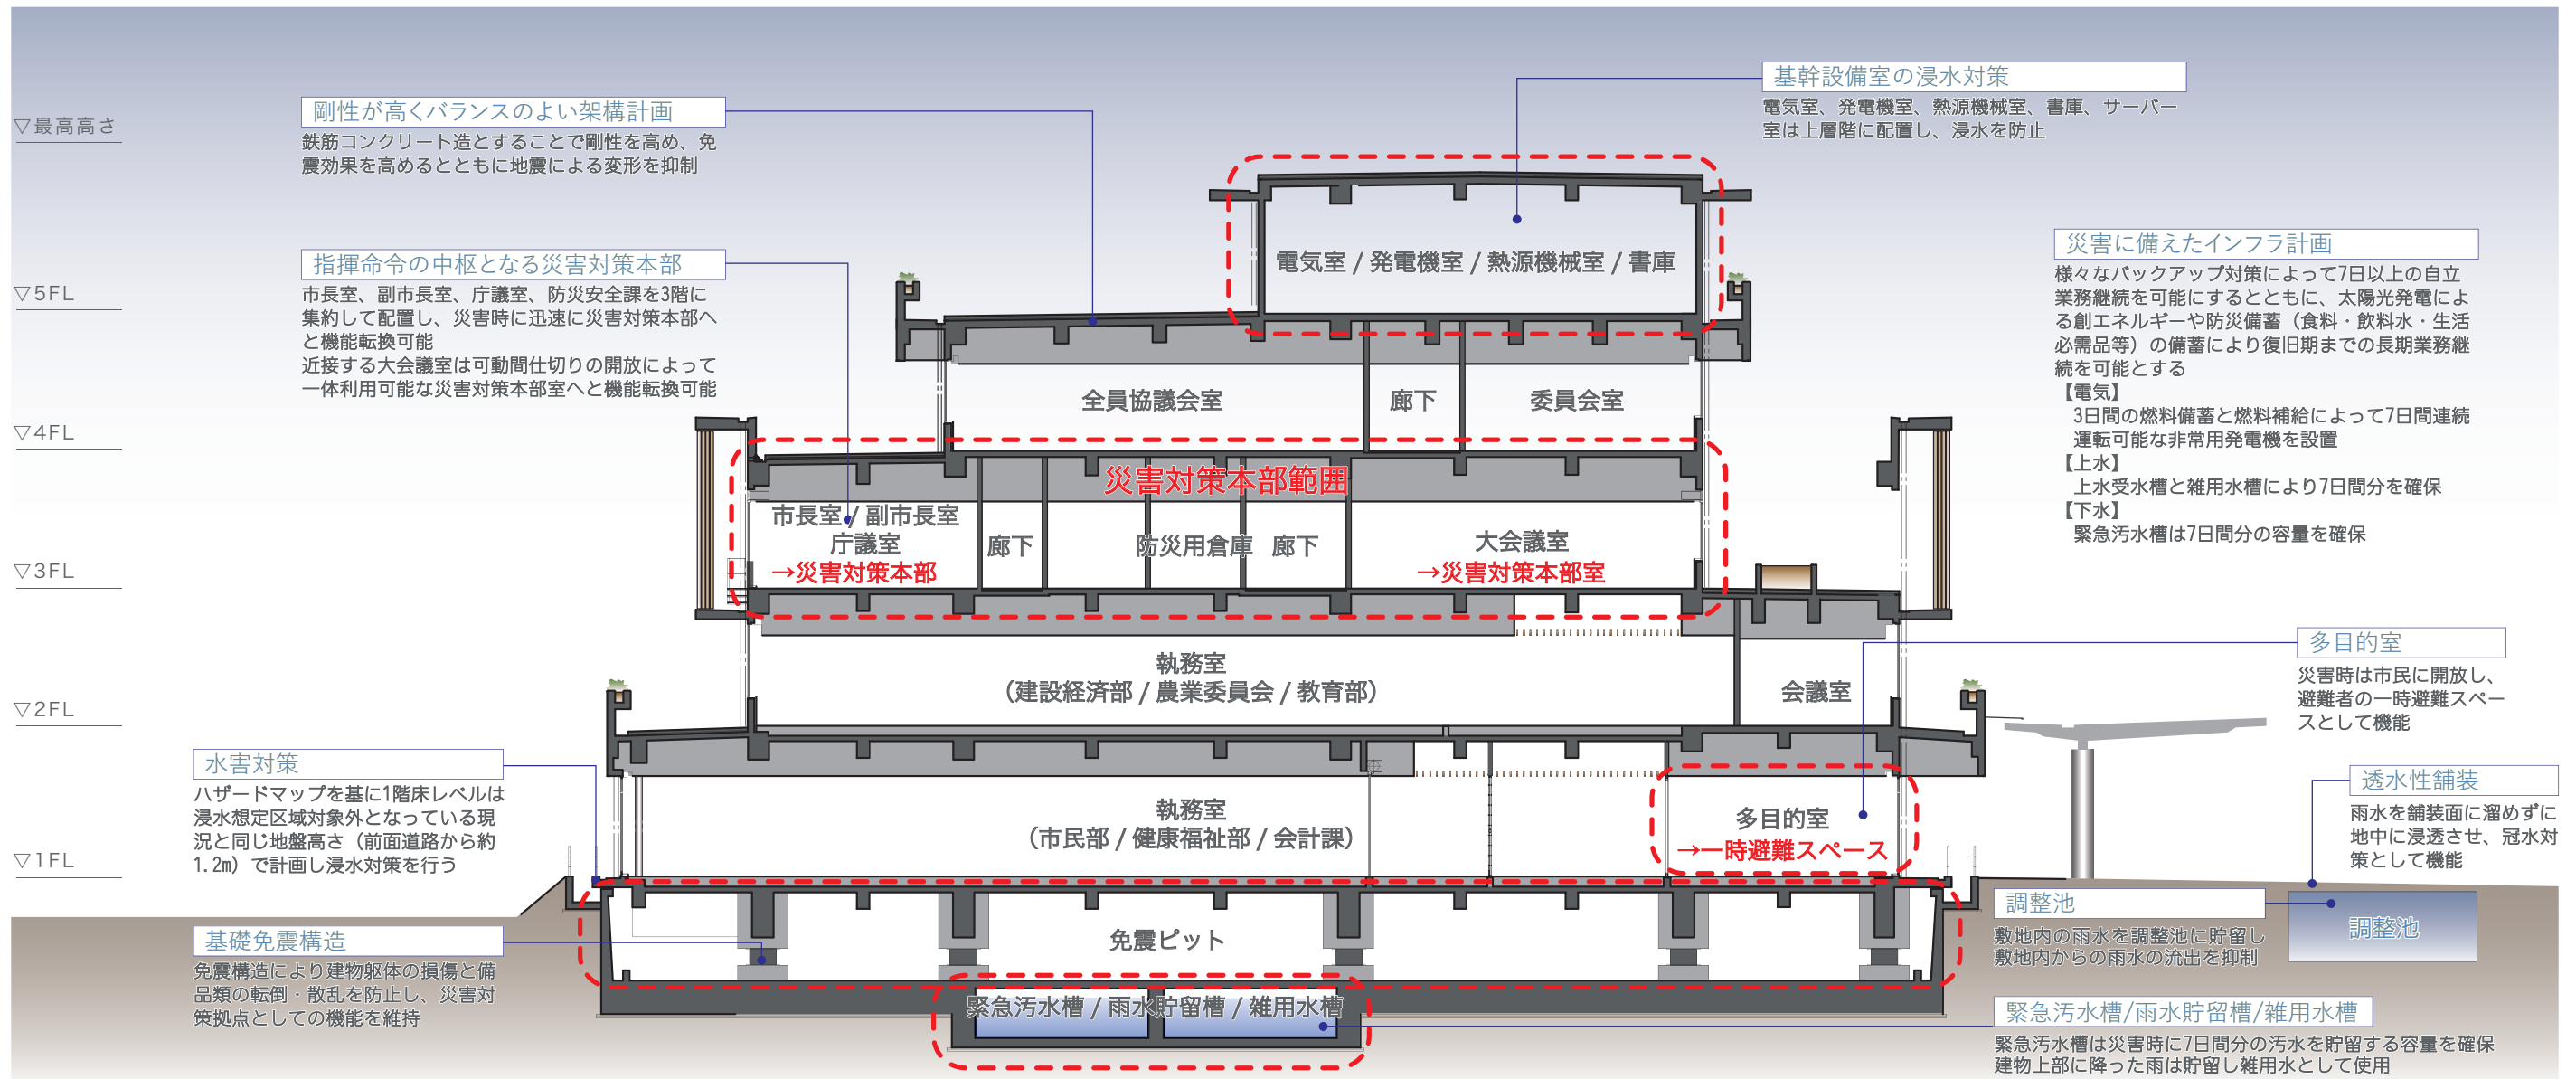 ▽最高高さ
▽5FL
▽4FL
▽3FL
▽2FL
▽1FL
剛性が高くバランスのよい架構計画
鉄筋コンクリート造とすることで剛性を高め、免
震効果を高めるとともに地震による変形を抑制
指揮命令の中枢となる災害対策本部
市長室、副市長室、庁議室、防災安全課を3階に
集約して配置し、災害時に迅速に災害対策本部へ
と機能転換可能
近接する大会議室は可動間仕切りの開放によって
一体利用可能な災害対策本部室へと機能転換可能
水害対策
ハザードマップを基に1階床レベルは
浸水想定区域対象外となっている現
況と同じ地盤高さ（前面道路から約
1.2m）で計画し浸水対策を行う
基礎免震構造
免震構造により建物躯体の損傷と備
品類の転倒・散乱を防止し、災害対
策拠点としての機能を維持
電気室 / 発電機室 / 熱源機械室 / 書庫
全員協議会室
廊下
委員会室
災害対策本部範囲
市長室 / 副市長室
庁議室
→災害対策本部
廊下
防災用倉庫
廊下
大会議室
→災害対策本部室
執務室
（建設経済部 / 農業委員会 / 教育部）
会議室
執務室
（市民部 / 健康福祉部 / 会計課）
多目的室
→一時避難スペース
免震ピット
緊急汚水槽 / 雨水貯留槽 / 雑用水槽
基幹設備室の浸水対策
電気室、発電機室、熱源機械室、書庫、サーバー
室は上層階に配置し、浸水を防止
災害に備えたインフラ計画
様々なバックアップ対策によって7日以上の自立
業務継続を可能にするとともに、太陽光発電によ
る創エネルギーや防災備蓄（食料・飲料水・生活
必需品等）の備蓄により復旧期までの長期業務継
続を可能とする
【電気】
3日間の燃料備蓄と燃料補給によって7日間連続
運転可能な非常用発電機を設置
【上水】
上水受水槽と雑用水槽により7日間分を確保
【下水】
緊急汚水槽は7日間分の容量を確保
多目的室
災害時は市民に開放し、
避難者の一時避難スペー
スとして機能
透水性舗装
雨水を舗装面に溜めずに
地中に浸透させ、冠水対
策として機能
調整池
敷地内の雨水を調整池に貯留し
敷地内からの雨水の流出を抑制
調整池
緊急汚水槽/雨水貯留槽/雑用水槽
緊急汚水槽は災害時に7日間分の汚水を貯留する容量を確保
建物上部に降った雨は貯留し雑用水として使用